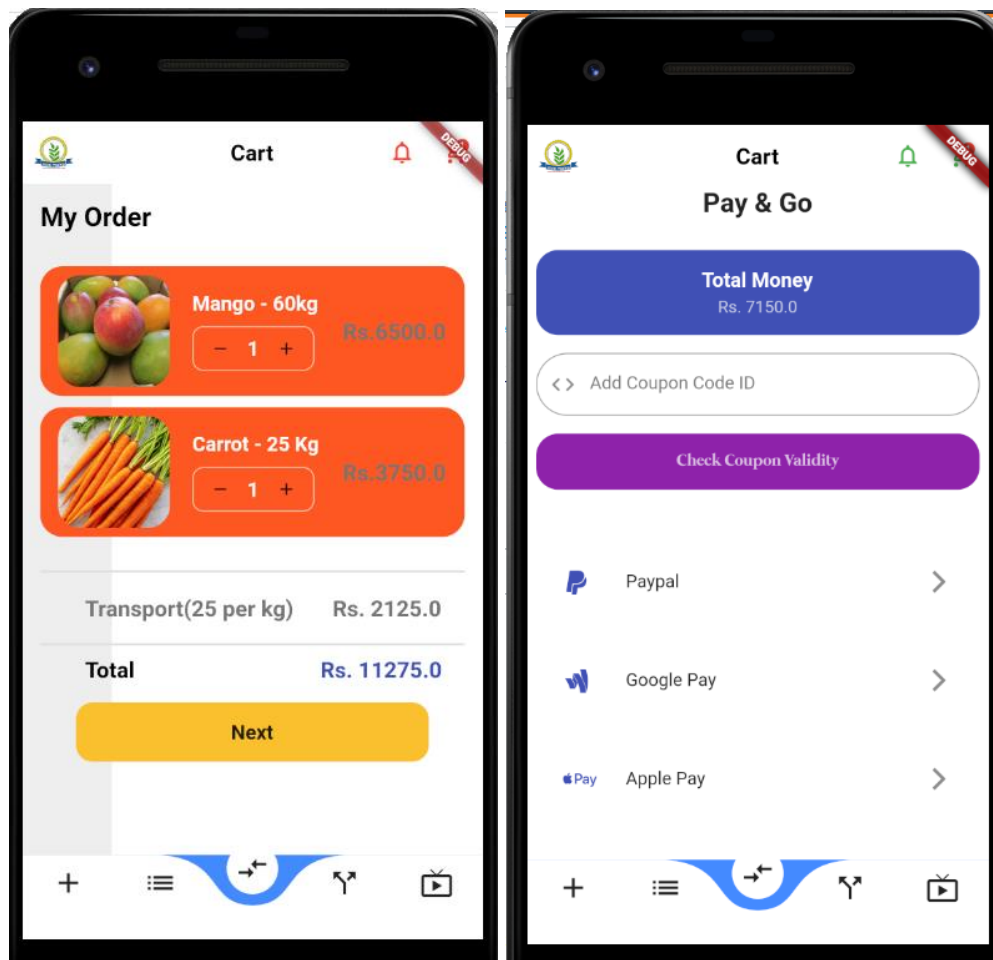 Cart
DEBUG
My Order
Mango - 60kg
Rs.6500.0
− 1 +
Carrot - 25 Kg
Rs.3750.0
− 1 +
Transport(25 per kg) Rs. 2125.0
Total Rs. 11275.0
Next
Cart
DEBUG
Pay & Go
Total Money
Rs. 7150.0
<> Add Coupon Code ID
Check Coupon Validity
Paypal
Google Pay
Pay Apple Pay